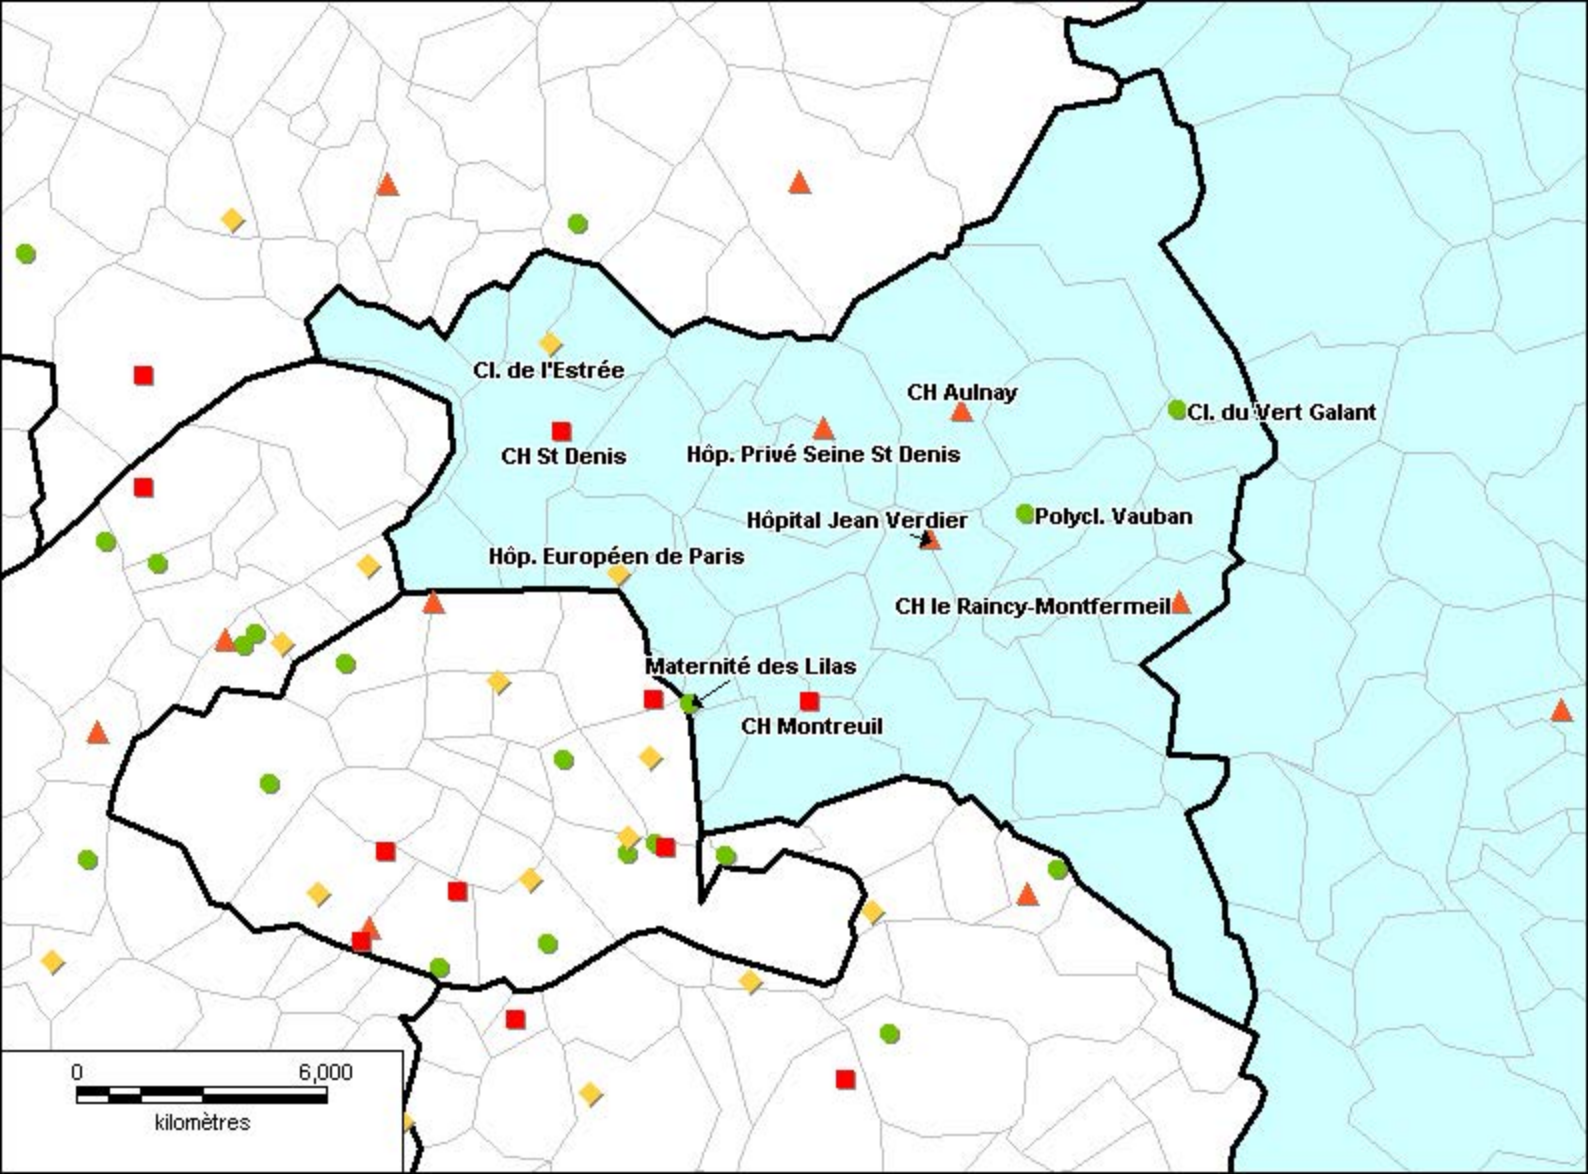 Cl. de l'Estrée
CH Aulnay
Cl. du Vert Galant
CH St Denis
Hôp. Privé Seine St Denis
Hôpital Jean Verdier
Polycl. Vauban
Hôp. Européen de Paris
CH le Raincy-Montfermeil
Maternité des Lilas
CH Montreuil
0 6,000
kilomètres